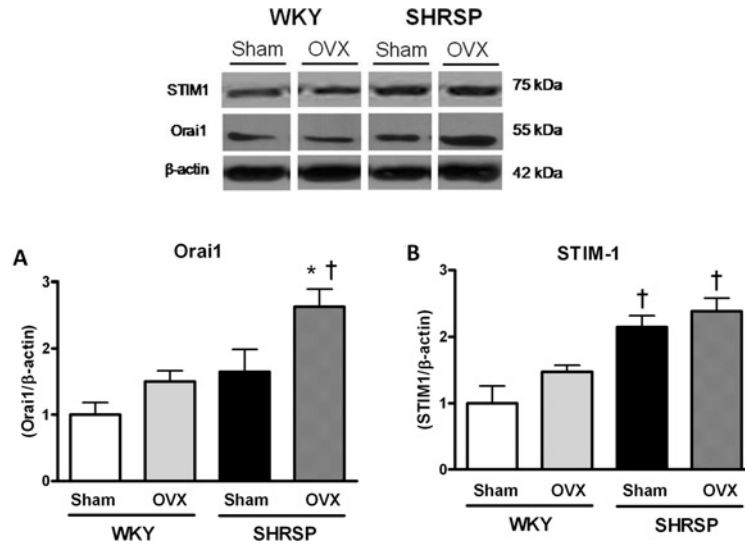 WKY SHRSP
Sham OVX Sham OVX
STIM1 75 kDa
Orai1 55 kDa
β-actin 42 kDa
A Orai1
* †
(Orai1/β-actin)
3
2
1
0
Sham OVX Sham OVX
WKY SHRSP
B STIM-1
† †
(STIM1/β-actin)
3
2
1
0
Sham OVX Sham OVX
WKY SHRSP